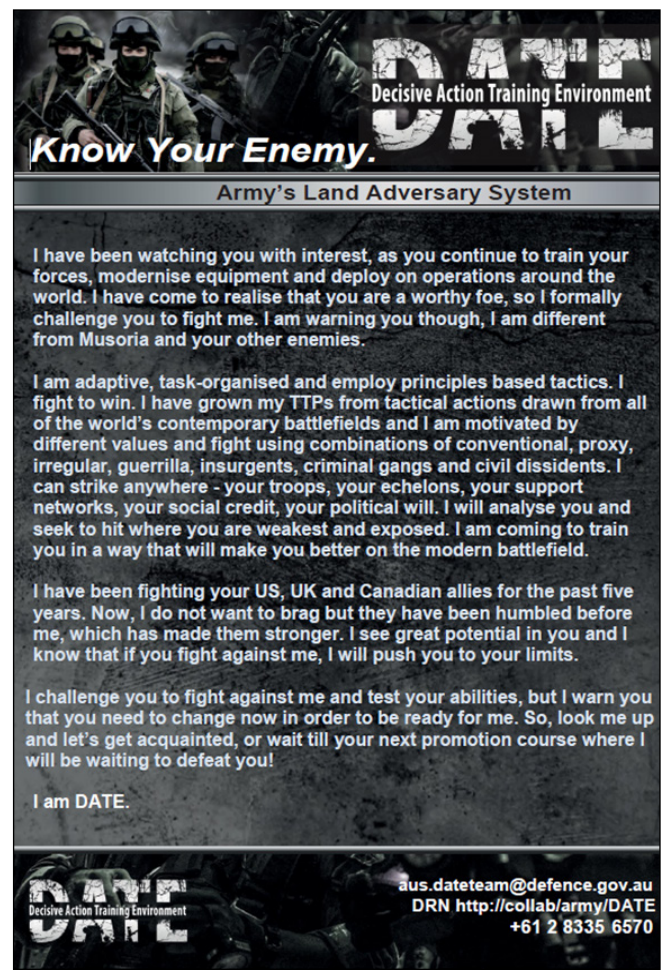 DATE
Decisive Action Training Environment
Know Your Enemy.
Army's Land Adversary System
I have been watching you with interest, as you continue to train your
forces, modernise equipment and deploy on operations around the
world. I have come to realise that you are a worthy foe, so I formally
challenge you to fight me. I am warning you though, I am different
from Musoria and your other enemies.
I am adaptive, task-organised and employ principles based tactics. I
fight to win. I have grown my TTPs from tactical actions drawn from all
of the world's contemporary battlefields and I am motivated by
different values and fight using combinations of conventional, proxy,
irregular, guerrilla, insurgents, criminal gangs and civil dissidents. I
can strike anywhere - your troops, your echelons, your support
networks, your social credit, your political will. I will analyse you and
seek to hit where you are weakest and exposed. I am coming to train
you in a way that will make you better on the modern battlefield.
I have been fighting your US, UK and Canadian allies for the past five
years. Now, I do not want to brag but they have been humbled before
me, which has made them stronger. I see great potential in you and I
know that if you fight against me, I will push you to your limits.
I challenge you to fight against me and test your abilities, but I warn you
that you need to change now in order to be ready for me. So, look me up
and let's get acquainted, or wait till your next promotion course where I
will be waiting to defeat you!
I am DATE.
DATE
Decisive Action Training Environment
aus.dateteam@defence.gov.au
DRN http://collab/army/DATE
+61 2 8335 6570